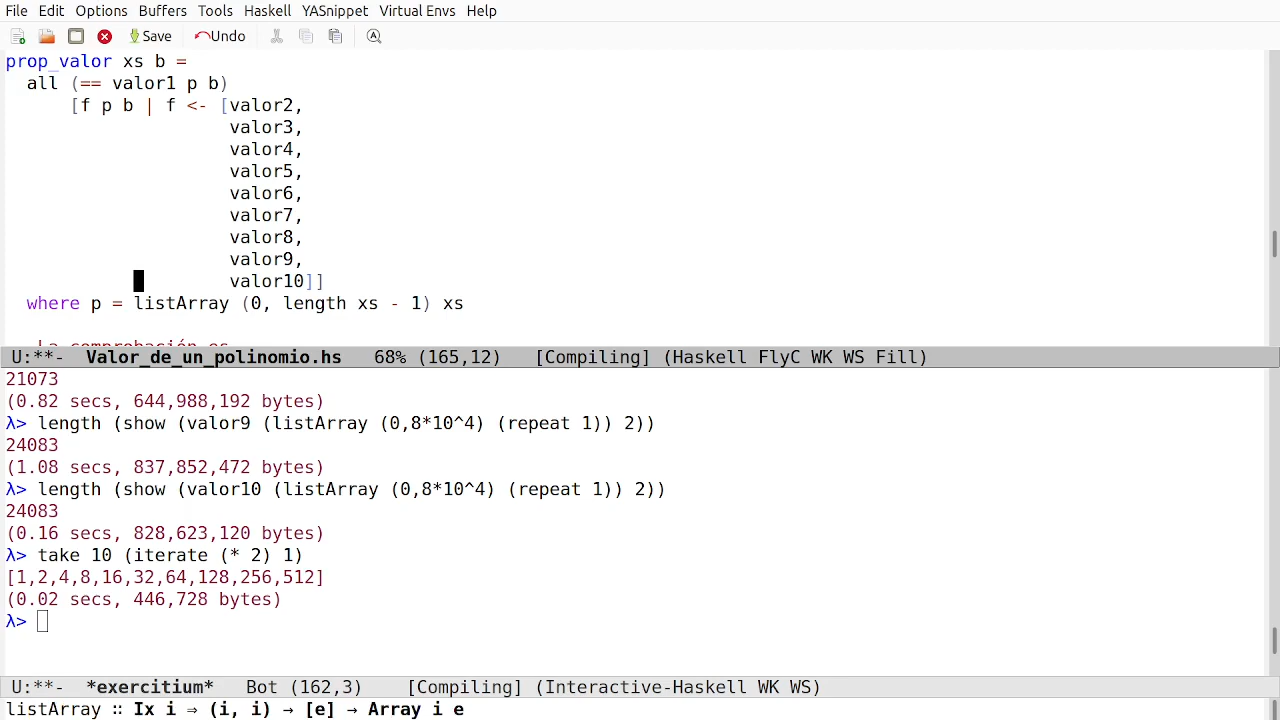 File Edit Options Buffers Tools Haskell YASnippet Virtual Envs Help
Save Undo
prop_valor xs b =
  all (== valor1 p b)
      [f p b | f <- [valor2,
                     valor3,
                     valor4,
                     valor5,
                     valor6,
                     valor7,
                     valor8,
                     valor9,
                     valor10]]
  where p = listArray (0, length xs - 1) xs
La comprobación es
U:**-  Valor_de_un_polinomio.hs   68% (165,12)   [Compiling] (Haskell FlyC WK WS Fill)
21073
(0.82 secs, 644,988,192 bytes)
λ> length (show (valor9 (listArray (0,8*10^4) (repeat 1)) 2))
24083
(1.08 secs, 837,852,472 bytes)
λ> length (show (valor10 (listArray (0,8*10^4) (repeat 1)) 2))
24083
(0.16 secs, 828,623,120 bytes)
λ> take 10 (iterate (* 2) 1)
[1,2,4,8,16,32,64,128,256,512]
(0.02 secs, 446,728 bytes)
λ>
U:**-  *exercitium*   Bot (162,3)    [Compiling] (Interactive-Haskell WK WS)
listArray ∷ Ix i ⇒ (i, i) → [e] → Array i e